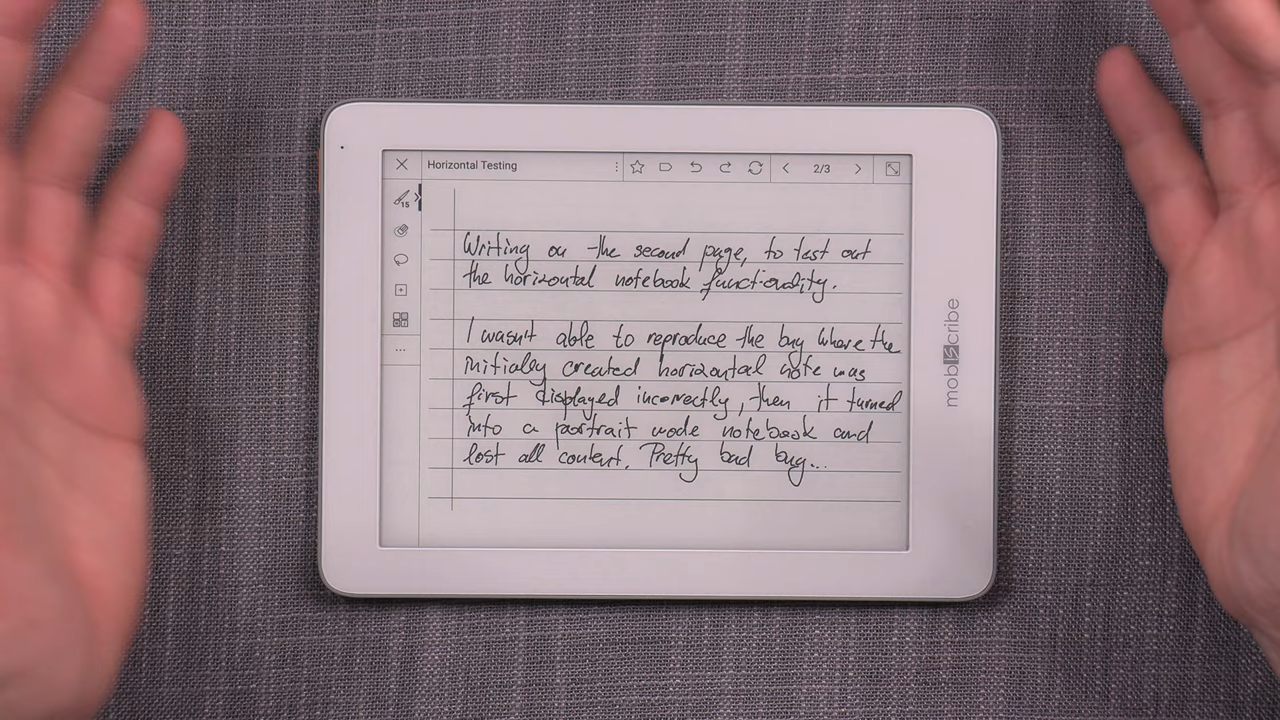 Horizontal Testing
2/3
15
Writing on the second page, to test out
the horizontal notebook functionality.
I wasn't able to reproduce the bug where the
initially created horizontal note was
first displayed incorrectly, then it turned
into a portrait mode notebook and
lost all content. Pretty bad bug...
mobiscribe